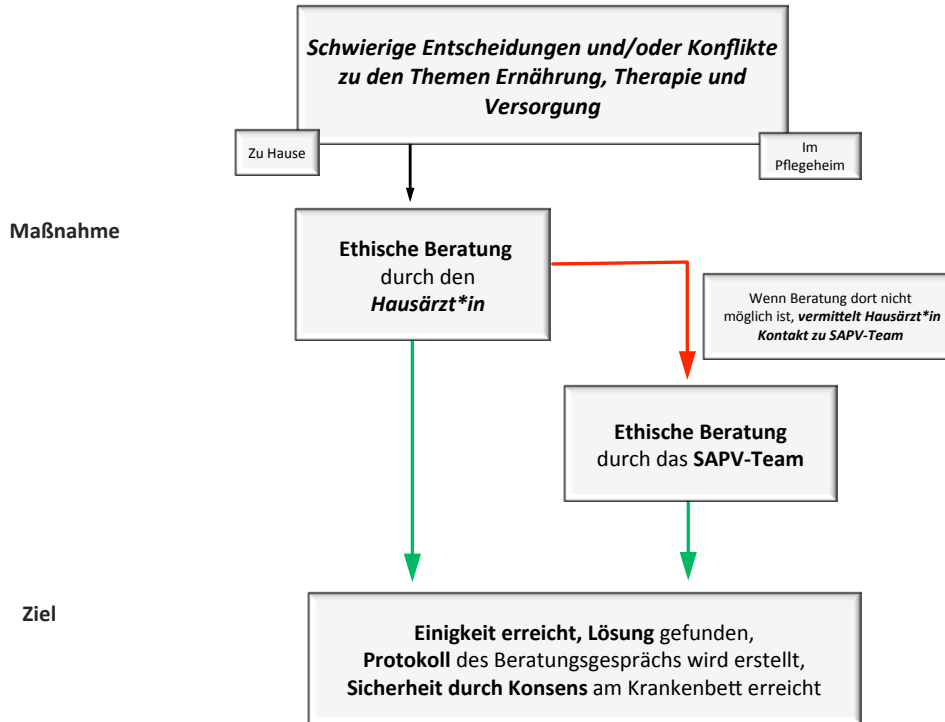 Schwierige Entscheidungen und/oder Konflikte
zu den Themen Ernährung, Therapie und
Versorgung
Zu Hause
Im
Pflegeheim
Maßnahme
Ethische Beratung
durch den
Hausärzt*in
Wenn Beratung dort nicht
möglich ist, vermittelt Hausärzt*in
Kontakt zu SAPV-Team
Ethische Beratung
durch das SAPV-Team
Ziel
Einigkeit erreicht, Lösung gefunden,
Protokoll des Beratungsgesprächs wird erstellt,
Sicherheit durch Konsens am Krankenbett erreicht